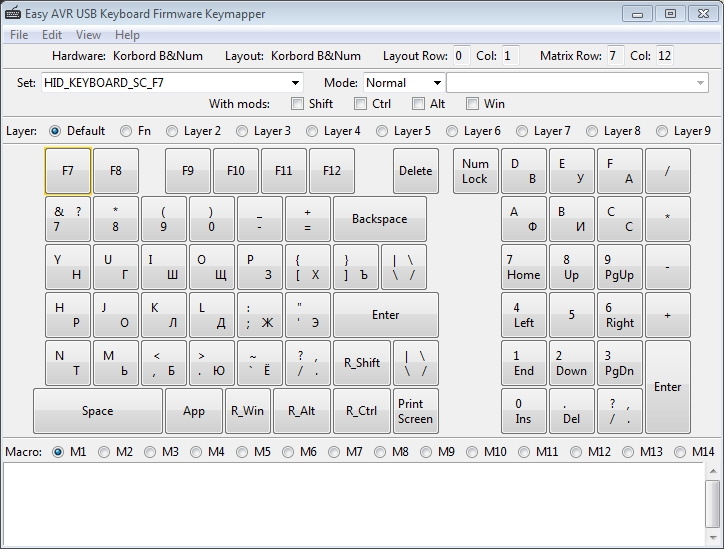 Easy AVR USB Keyboard Firmware Keymapper
File Edit View Help
Hardware: Korbord B&Num Layout: Korbord B&Num Layout Row: 0 Col: 1 Matrix Row: 7 Col: 12
Set: HID_KEYBOARD_SC_F7 Mode: Normal
With mods: Shift Ctrl Alt Win
Layer: Default Fn Layer 2 Layer 3 Layer 4 Layer 5 Layer 6 Layer 7 Layer 8 Layer 9
F7 F8 F9 F10 F11 F12 Delete Num Lock D В E У F А /
& ? 7 * 8 ( 9 ) 0 _ - + = Backspace A Ф B И C С *
Y Н U Г I Ш O Щ P З { [ Х } ] Ъ | \ \ / 7 Home 8 Up 9 PgUp -
H Р J О K Л L Д : ; Ж " ' Э Enter 4 Left 5 6 Right +
N Т M Ь < , Б > . Ю ~ ` Ё ? , / . R_Shift | \ \ / 1 End 2 Down 3 PgDn Enter
Space App R_Win R_Alt R_Ctrl Print Screen 0 Ins . Del ? , / .
Macro: M1 M2 M3 M4 M5 M6 M7 M8 M9 M10 M11 M12 M13 M14